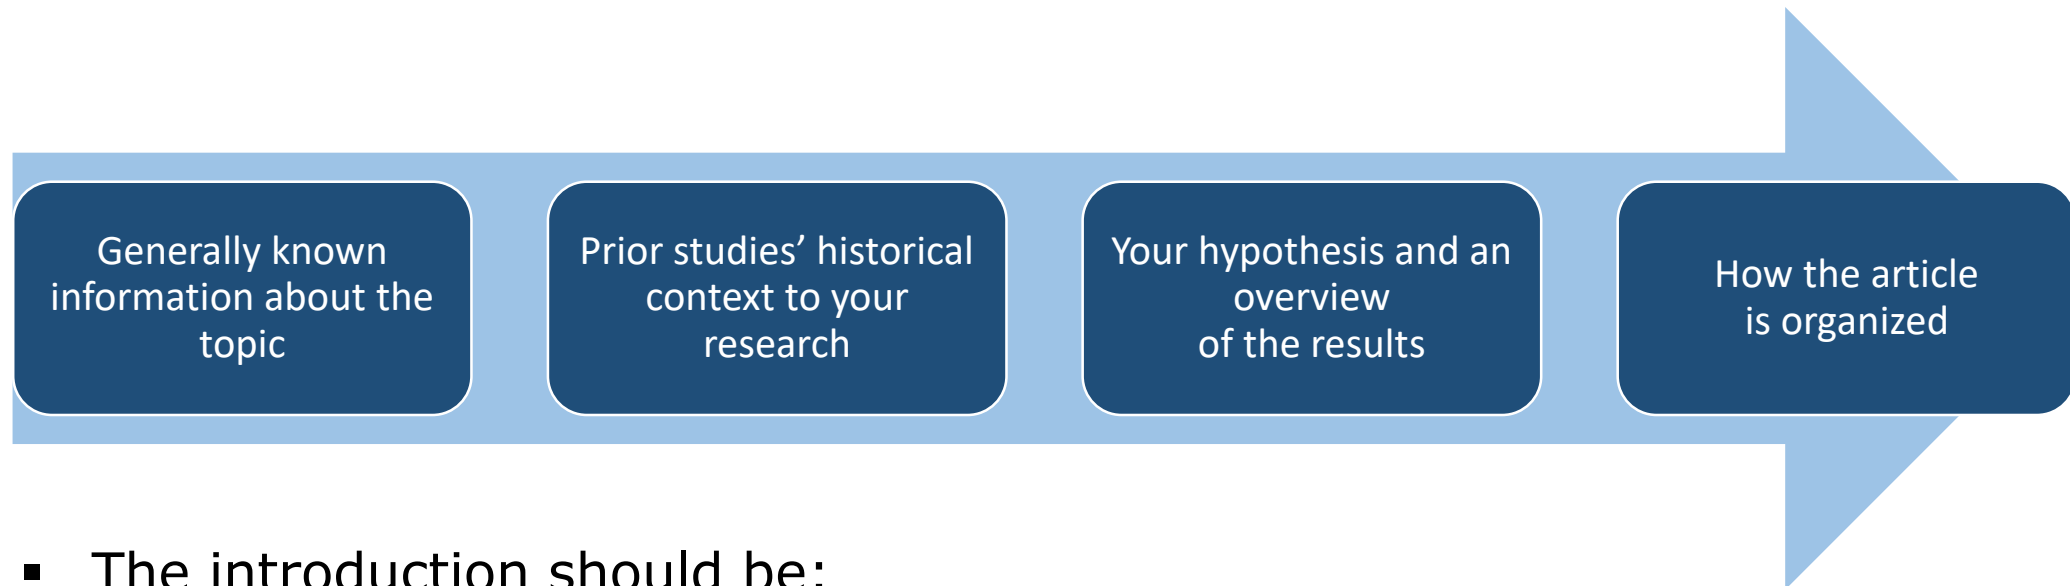 Generally known
information about the
topic
Prior studies’ historical
context to your
research
Your hypothesis and an
overview
of the results
How the article
is organized
▪ The introduction should be: